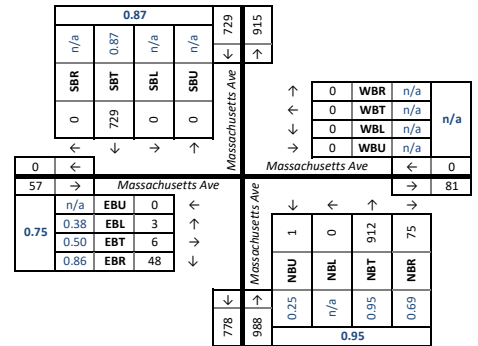 0.87
n/a 0.87 n/a n/a
SBR SBT SBL SBU
0 729 0 0
← ↓ → ↑
729 915
↓ ↑
Massachusetts Ave
↑ 0 WBR n/a
← 0 WBT n/a
↓ 0 WBL n/a
→ 0 WBU n/a
n/a
Massachusetts Ave ← 0
→ 81
0 ←
57 → Massachusetts Ave
0.75
n/a EBU 0 ←
0.38 EBL 3 ↑
0.50 EBT 6 →
0.86 EBR 48 ↓
Massachusetts Ave
↓ ↑
778 988
↓ ← ↑ →
1 0 912 75
NBU NBL NBT NBR
0.25 n/a 0.95 0.69
0.95